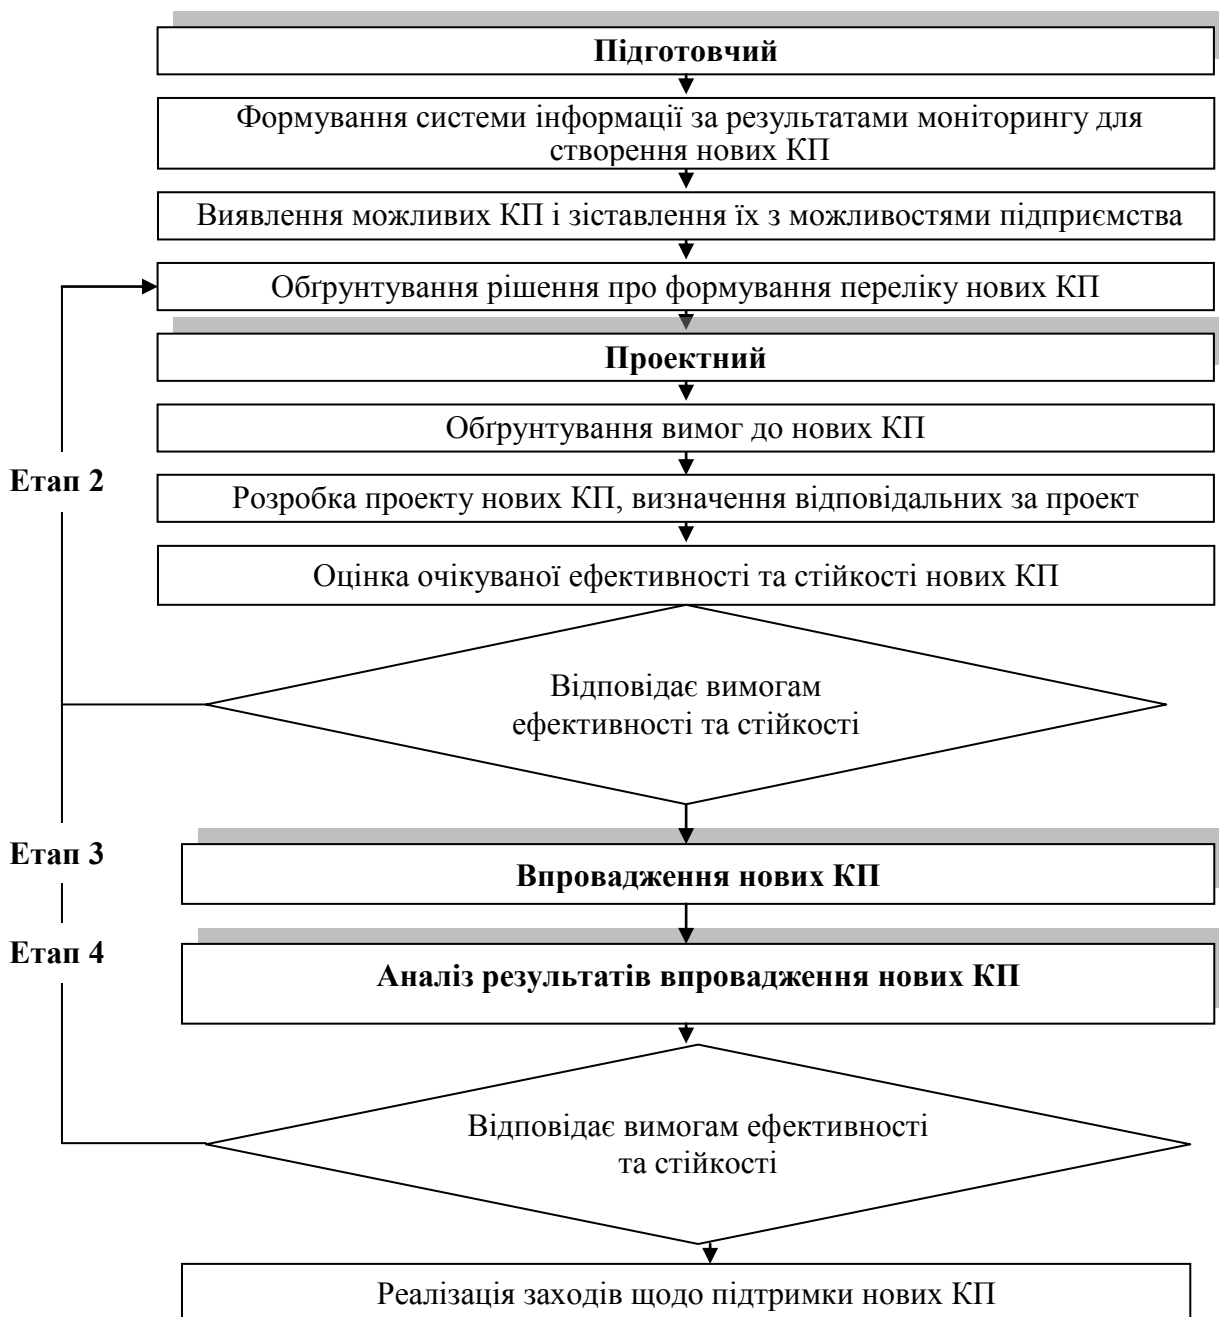 Підготовчий
Формування системи інформації за результатами моніторингу для
створення нових КП
Виявлення можливих КП і зіставлення їх з можливостями підприємства
Обґрунтування рішення про формування переліку нових КП
Проектний
Обґрунтування вимог до нових КП
Етап 2
Розробка проекту нових КП, визначення відповідальних за проект
Оцінка очікуваної ефективності та стійкості нових КП
Відповідає вимогам
ефективності та стійкості
Етап 3
Впровадження нових КП
Етап 4
Аналіз результатів впровадження нових КП
Відповідає вимогам ефективності
та стійкості
Реалізація заходів щодо підтримки нових КП